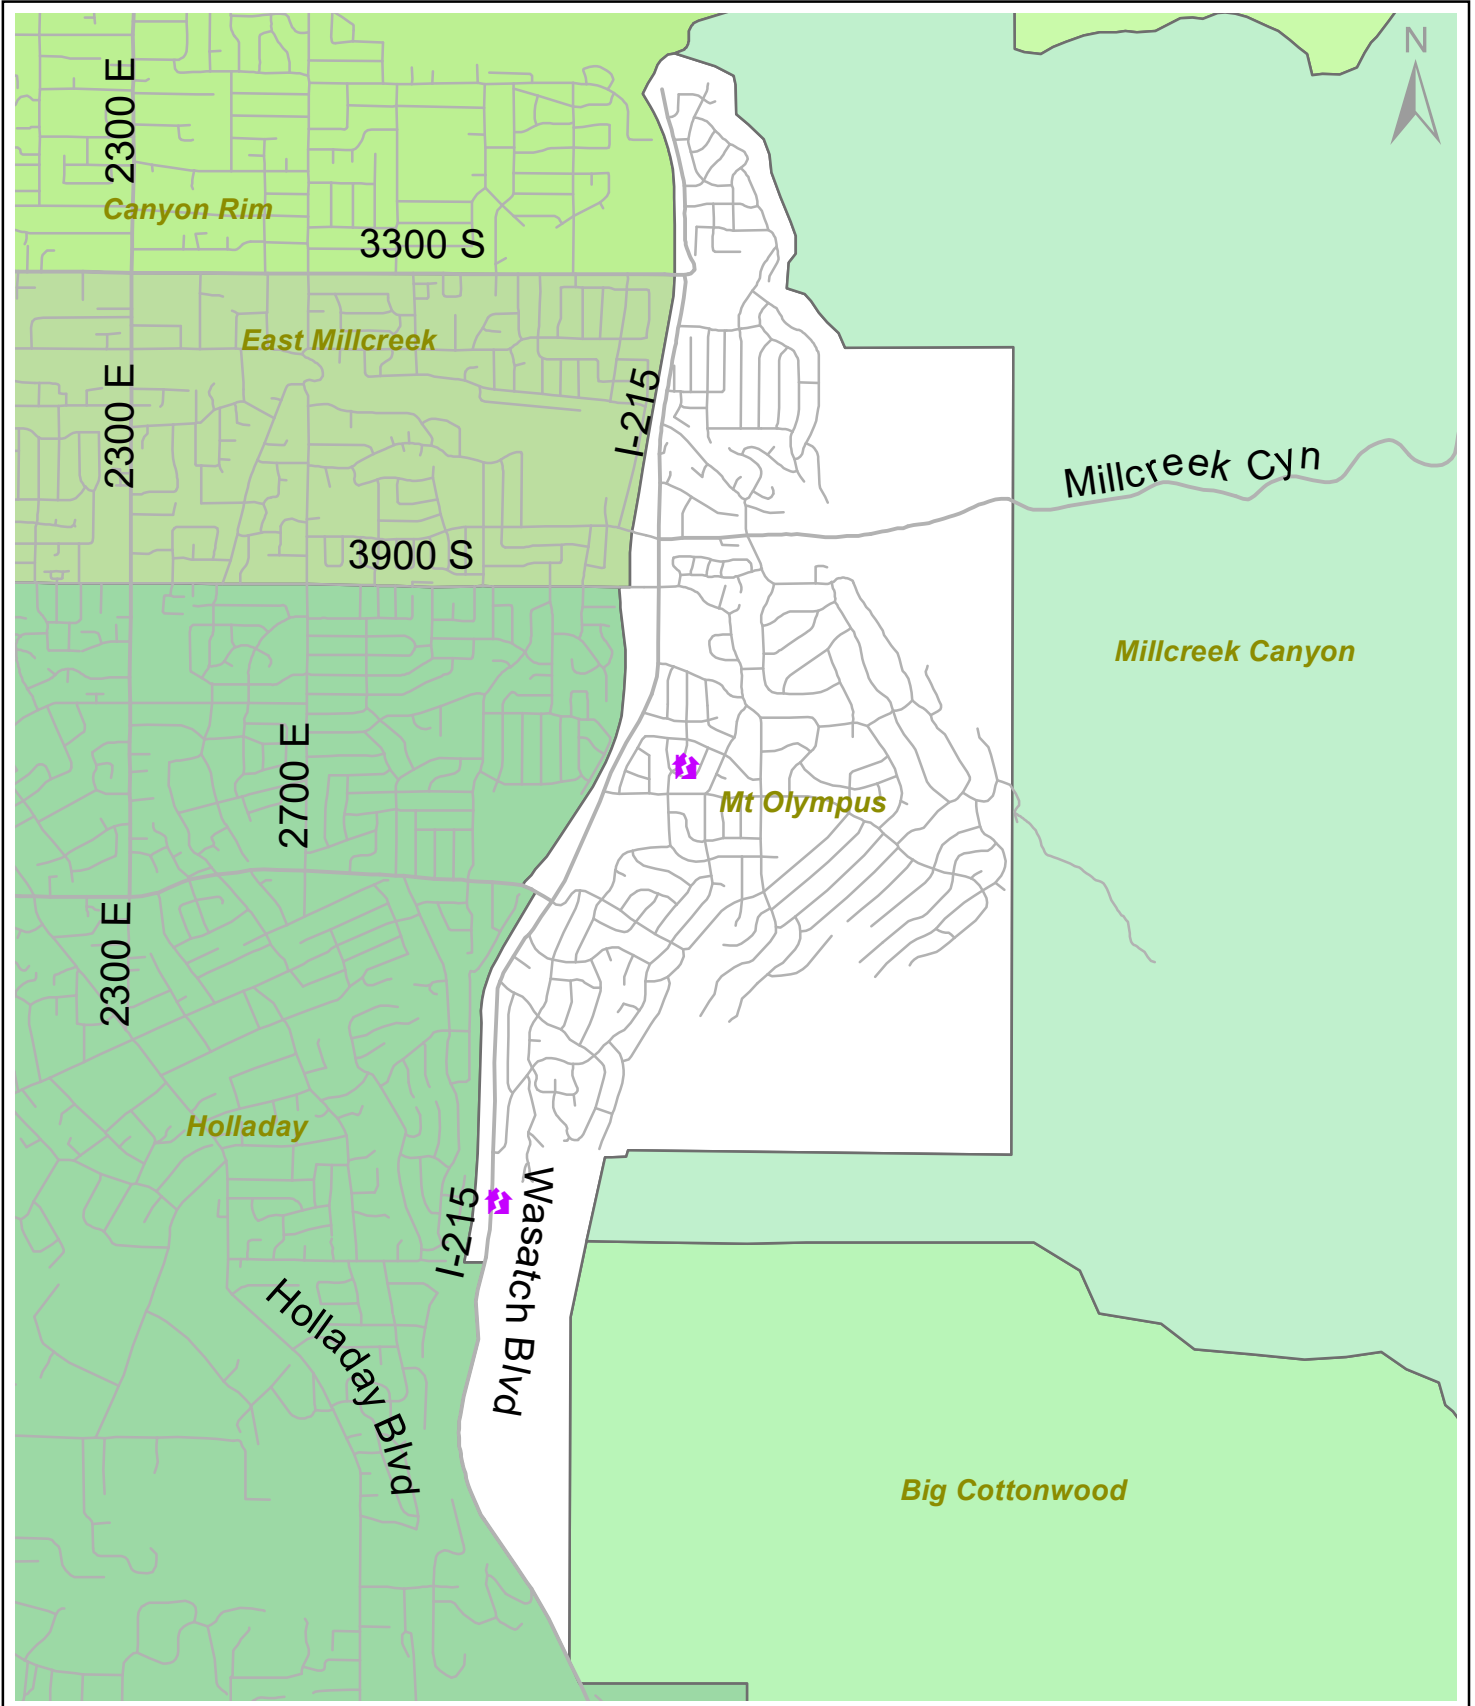 N
2300 E
Canyon Rim
3300 S
East Millcreek
2300 E
I-215
Millcreek Cyn
3900 S
Millcreek Canyon
2700 E
Mt Olympus
2300 E
Holladay
I-215
Wasatch Blvd
Holladay Blvd
Big Cottonwood